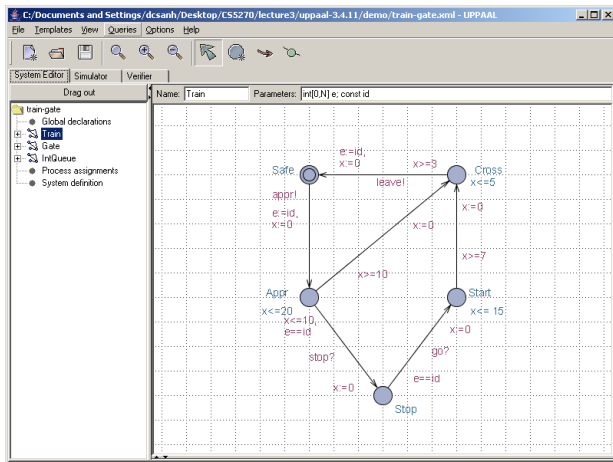 C:/Documents and Settings/dcsanh/Desktop/CS5270/lecture3/uppaal-3.4.11/demo/train-gate.xml - UPPAAL
File Templates View Queries Options Help
System Editor Simulator Verifier
Drag out
Name: Train Parameters: int[0,N] e; const id
train-gate
Global declarations
Train
Gate
IntQueue
Process assignments
System definition
e:=id,
x:=0
x>=3
Safe
Cross
leave!
x<=5
appr!
x:=0
e:=id,
x:=0
x:=0
x>=7
x>=10
Appr
Start
x<=20
x<= 15
x<=10,
e==id
x:=0
stop?
go?
x:=0
e==id
Stop